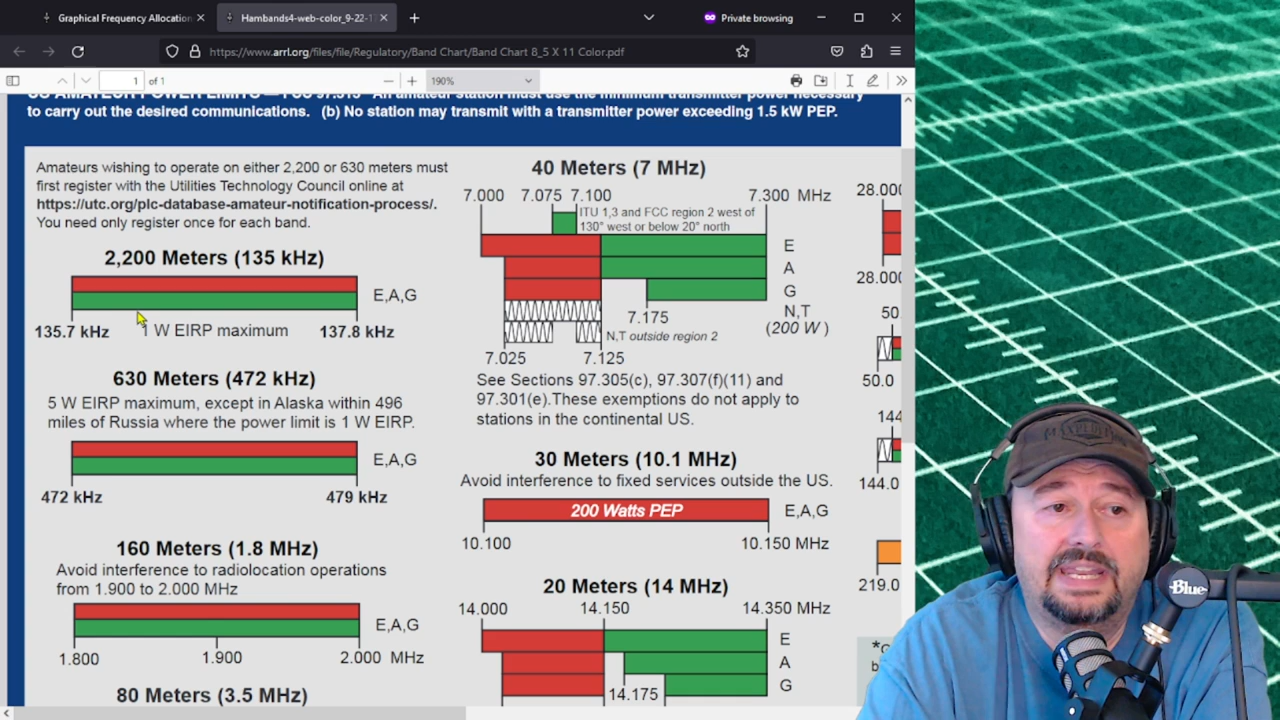 Graphical Frequency Allocation
Hambands4-web-color_9-22-1
Private browsing
https://www.arrl.org/files/file/Regulatory/Band Chart/Band Chart 8_5 X 11 Color.pdf
1 of 1
190%
to carry out the desired communications. (b) No station may transmit with a transmitter power exceeding 1.5 kW PEP.
Amateurs wishing to operate on either 2,200 or 630 meters must
first register with the Utilities Technology Council online at
https://utc.org/plc-database-amateur-notification-process/.
You need only register once for each band.
2,200 Meters (135 kHz)
E,A,G
135.7 kHz
1 W EIRP maximum
137.8 kHz
630 Meters (472 kHz)
5 W EIRP maximum, except in Alaska within 496
miles of Russia where the power limit is 1 W EIRP.
E,A,G
472 kHz
479 kHz
160 Meters (1.8 MHz)
Avoid interference to radiolocation operations
from 1.900 to 2.000 MHz
E,A,G
1.800
1.900
2.000 MHz
80 Meters (3.5 MHz)
40 Meters (7 MHz)
7.000 7.075 7.100 7.300 MHz
ITU 1,3 and FCC region 2 west of
130° west or below 20° north
E
A
G
7.175
N,T
(200 W)
N,T outside region 2
7.025 7.125
See Sections 97.305(c), 97.307(f)(11) and
97.301(e).These exemptions do not apply to
stations in the continental US.
30 Meters (10.1 MHz)
Avoid interference to fixed services outside the US.
200 Watts PEP
E,A,G
10.100 10.150 MHz
20 Meters (14 MHz)
14.000 14.150 14.350 MHz
E
A
G
14.175
28.000
28.000
50
50.0
144
144.0
219.0
Blue